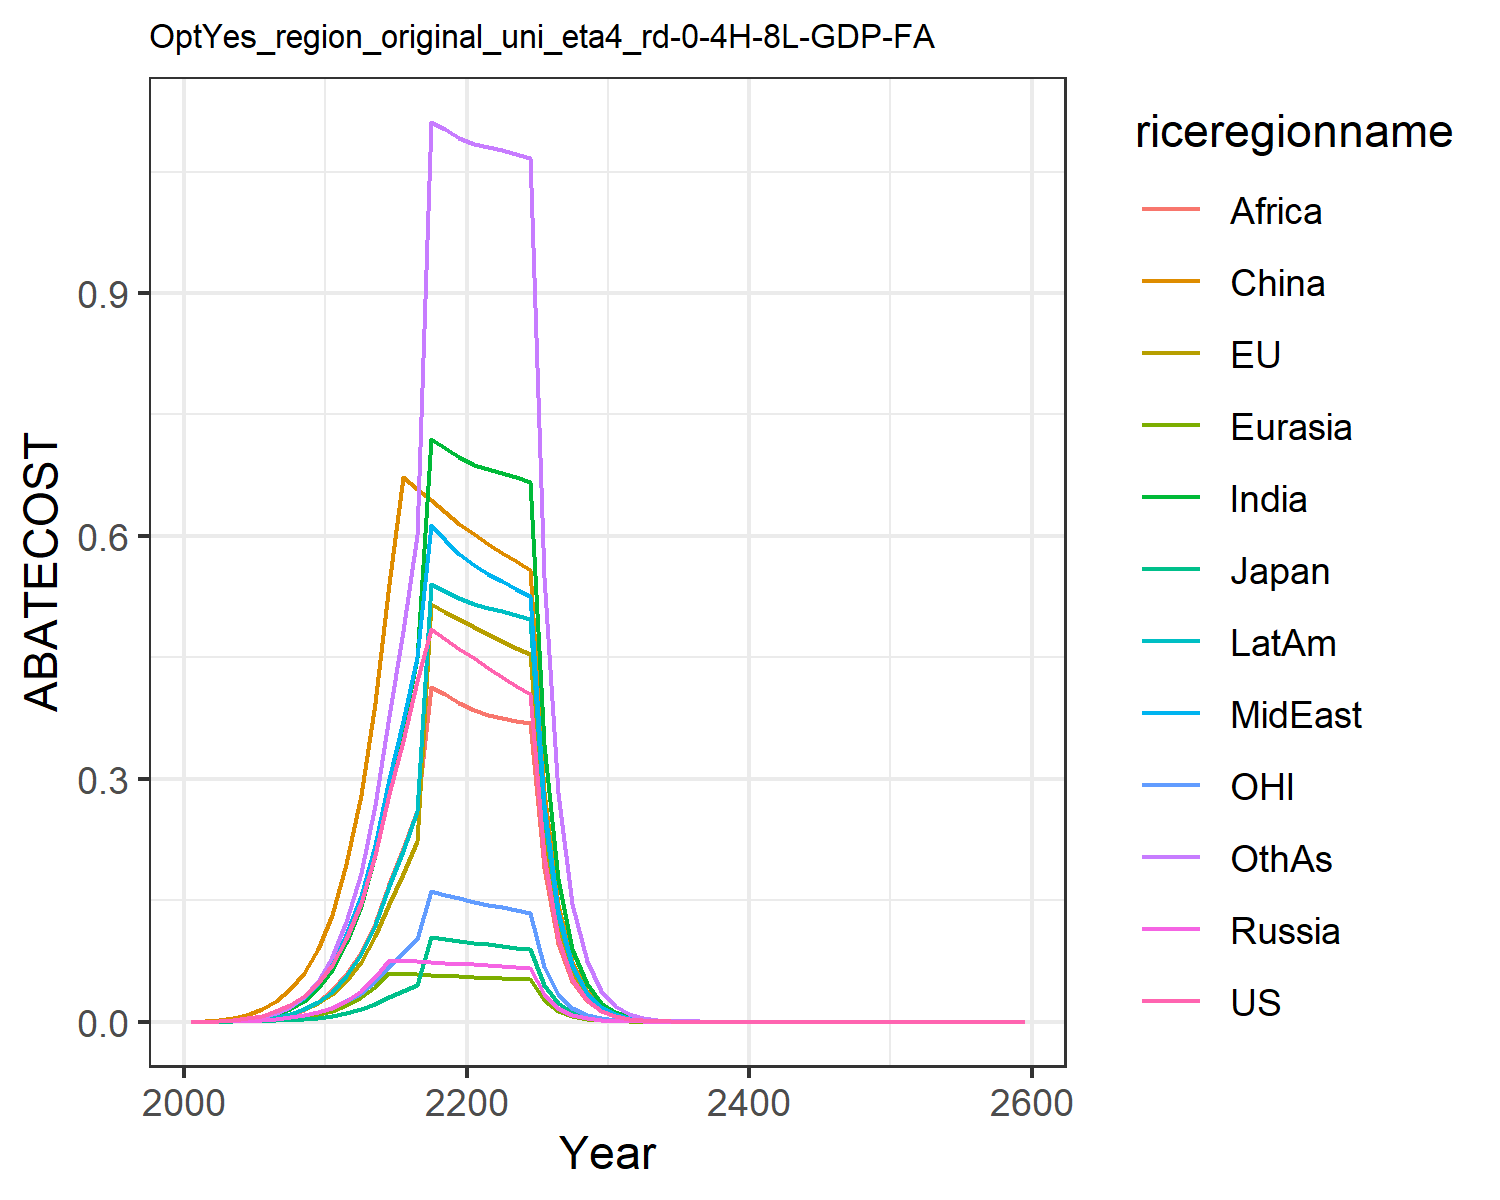 OptYes_region_original_uni_eta4_rd-0-4H-8L-GDP-FA
ABATECOST
0.9
0.6
0.3
0.0
2000 2200 2400 2600
Year
riceregionname
Africa
China
EU
Eurasia
India
Japan
LatAm
MidEast
OHI
OthAs
Russia
US